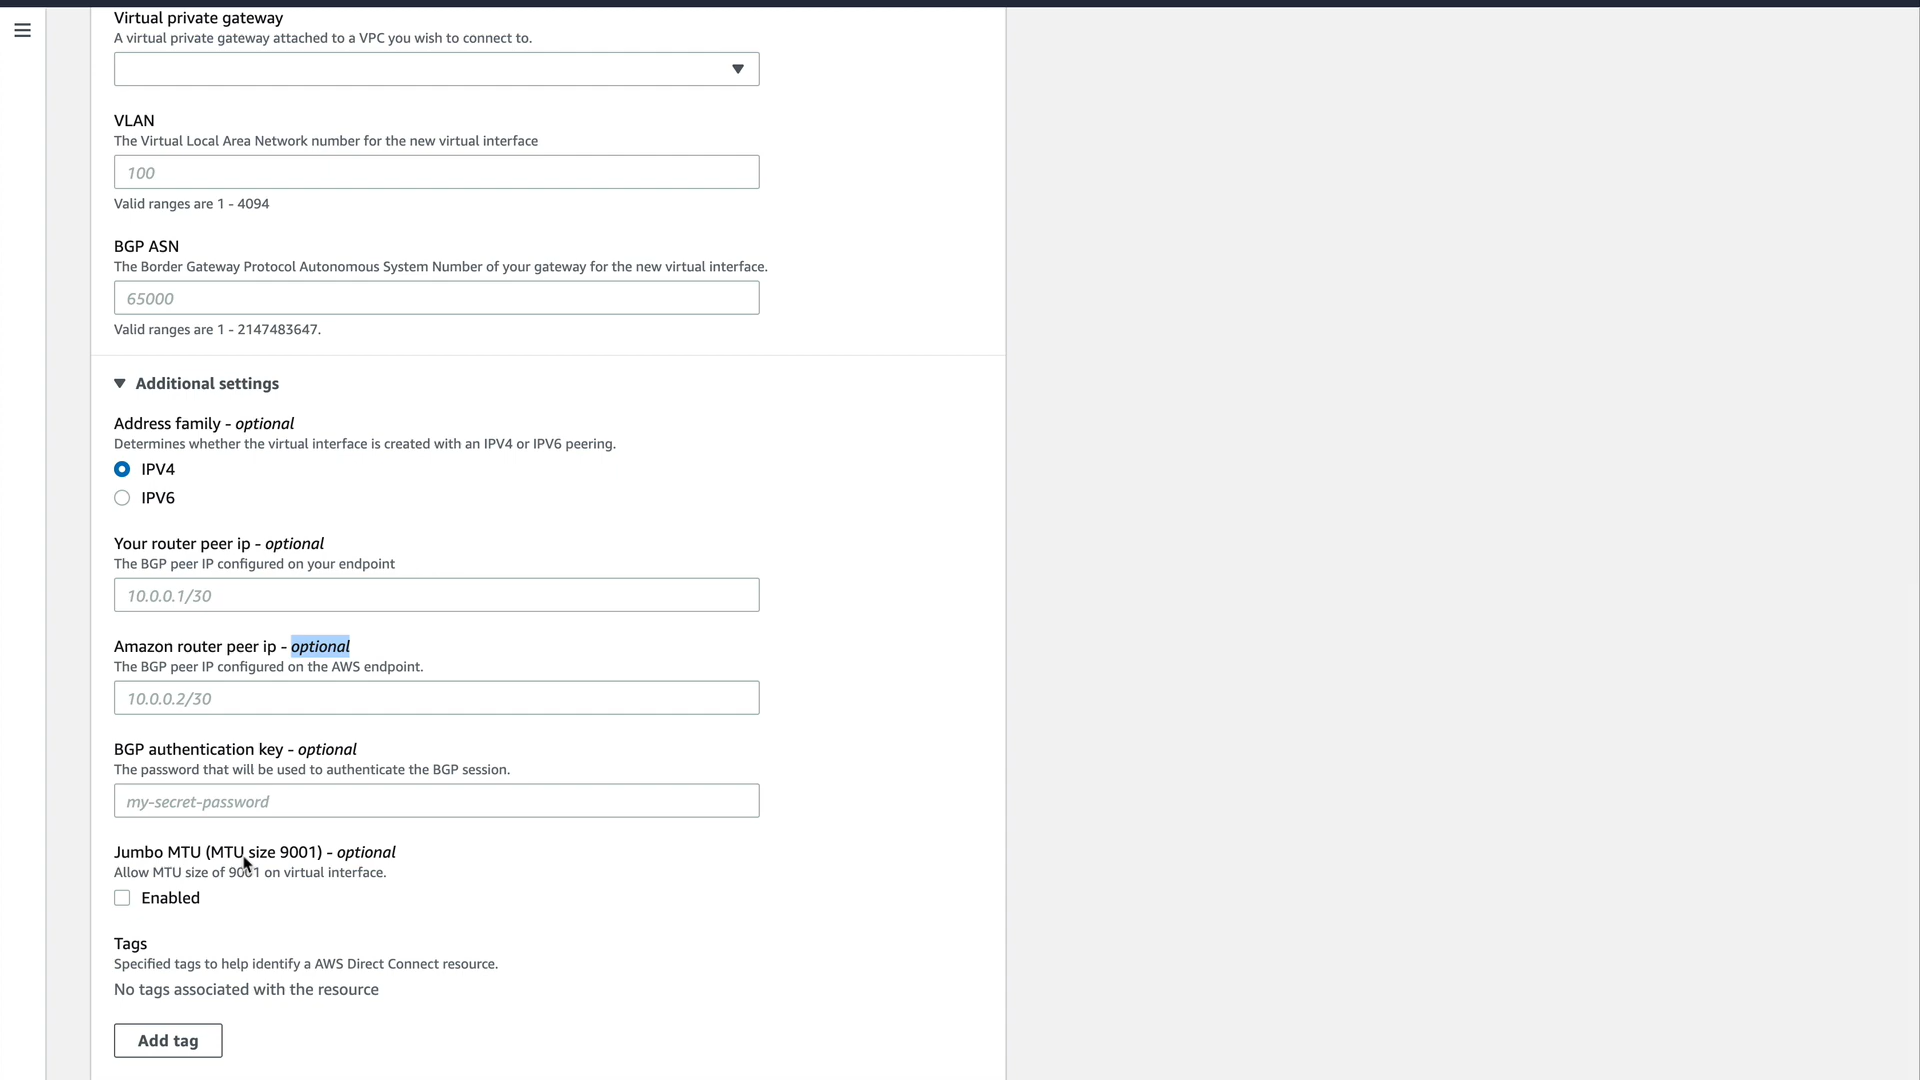 Virtual private gateway
A virtual private gateway attached to a VPC you wish to connect to.
VLAN
The Virtual Local Area Network number for the new virtual interface
100
Valid ranges are 1 - 4094
BGP ASN
The Border Gateway Protocol Autonomous System Number of your gateway for the new virtual interface.
65000
Valid ranges are 1 - 2147483647.
Additional settings
Address family - optional
Determines whether the virtual interface is created with an IPV4 or IPV6 peering.
IPV4
IPV6
Your router peer ip - optional
The BGP peer IP configured on your endpoint
10.0.0.1/30
Amazon router peer ip - optional
The BGP peer IP configured on the AWS endpoint.
10.0.0.2/30
BGP authentication key - optional
The password that will be used to authenticate the BGP session.
my-secret-password
Jumbo MTU (MTU size 9001) - optional
Allow MTU size of 9001 on virtual interface.
Enabled
Tags
Specified tags to help identify a AWS Direct Connect resource.
No tags associated with the resource
Add tag